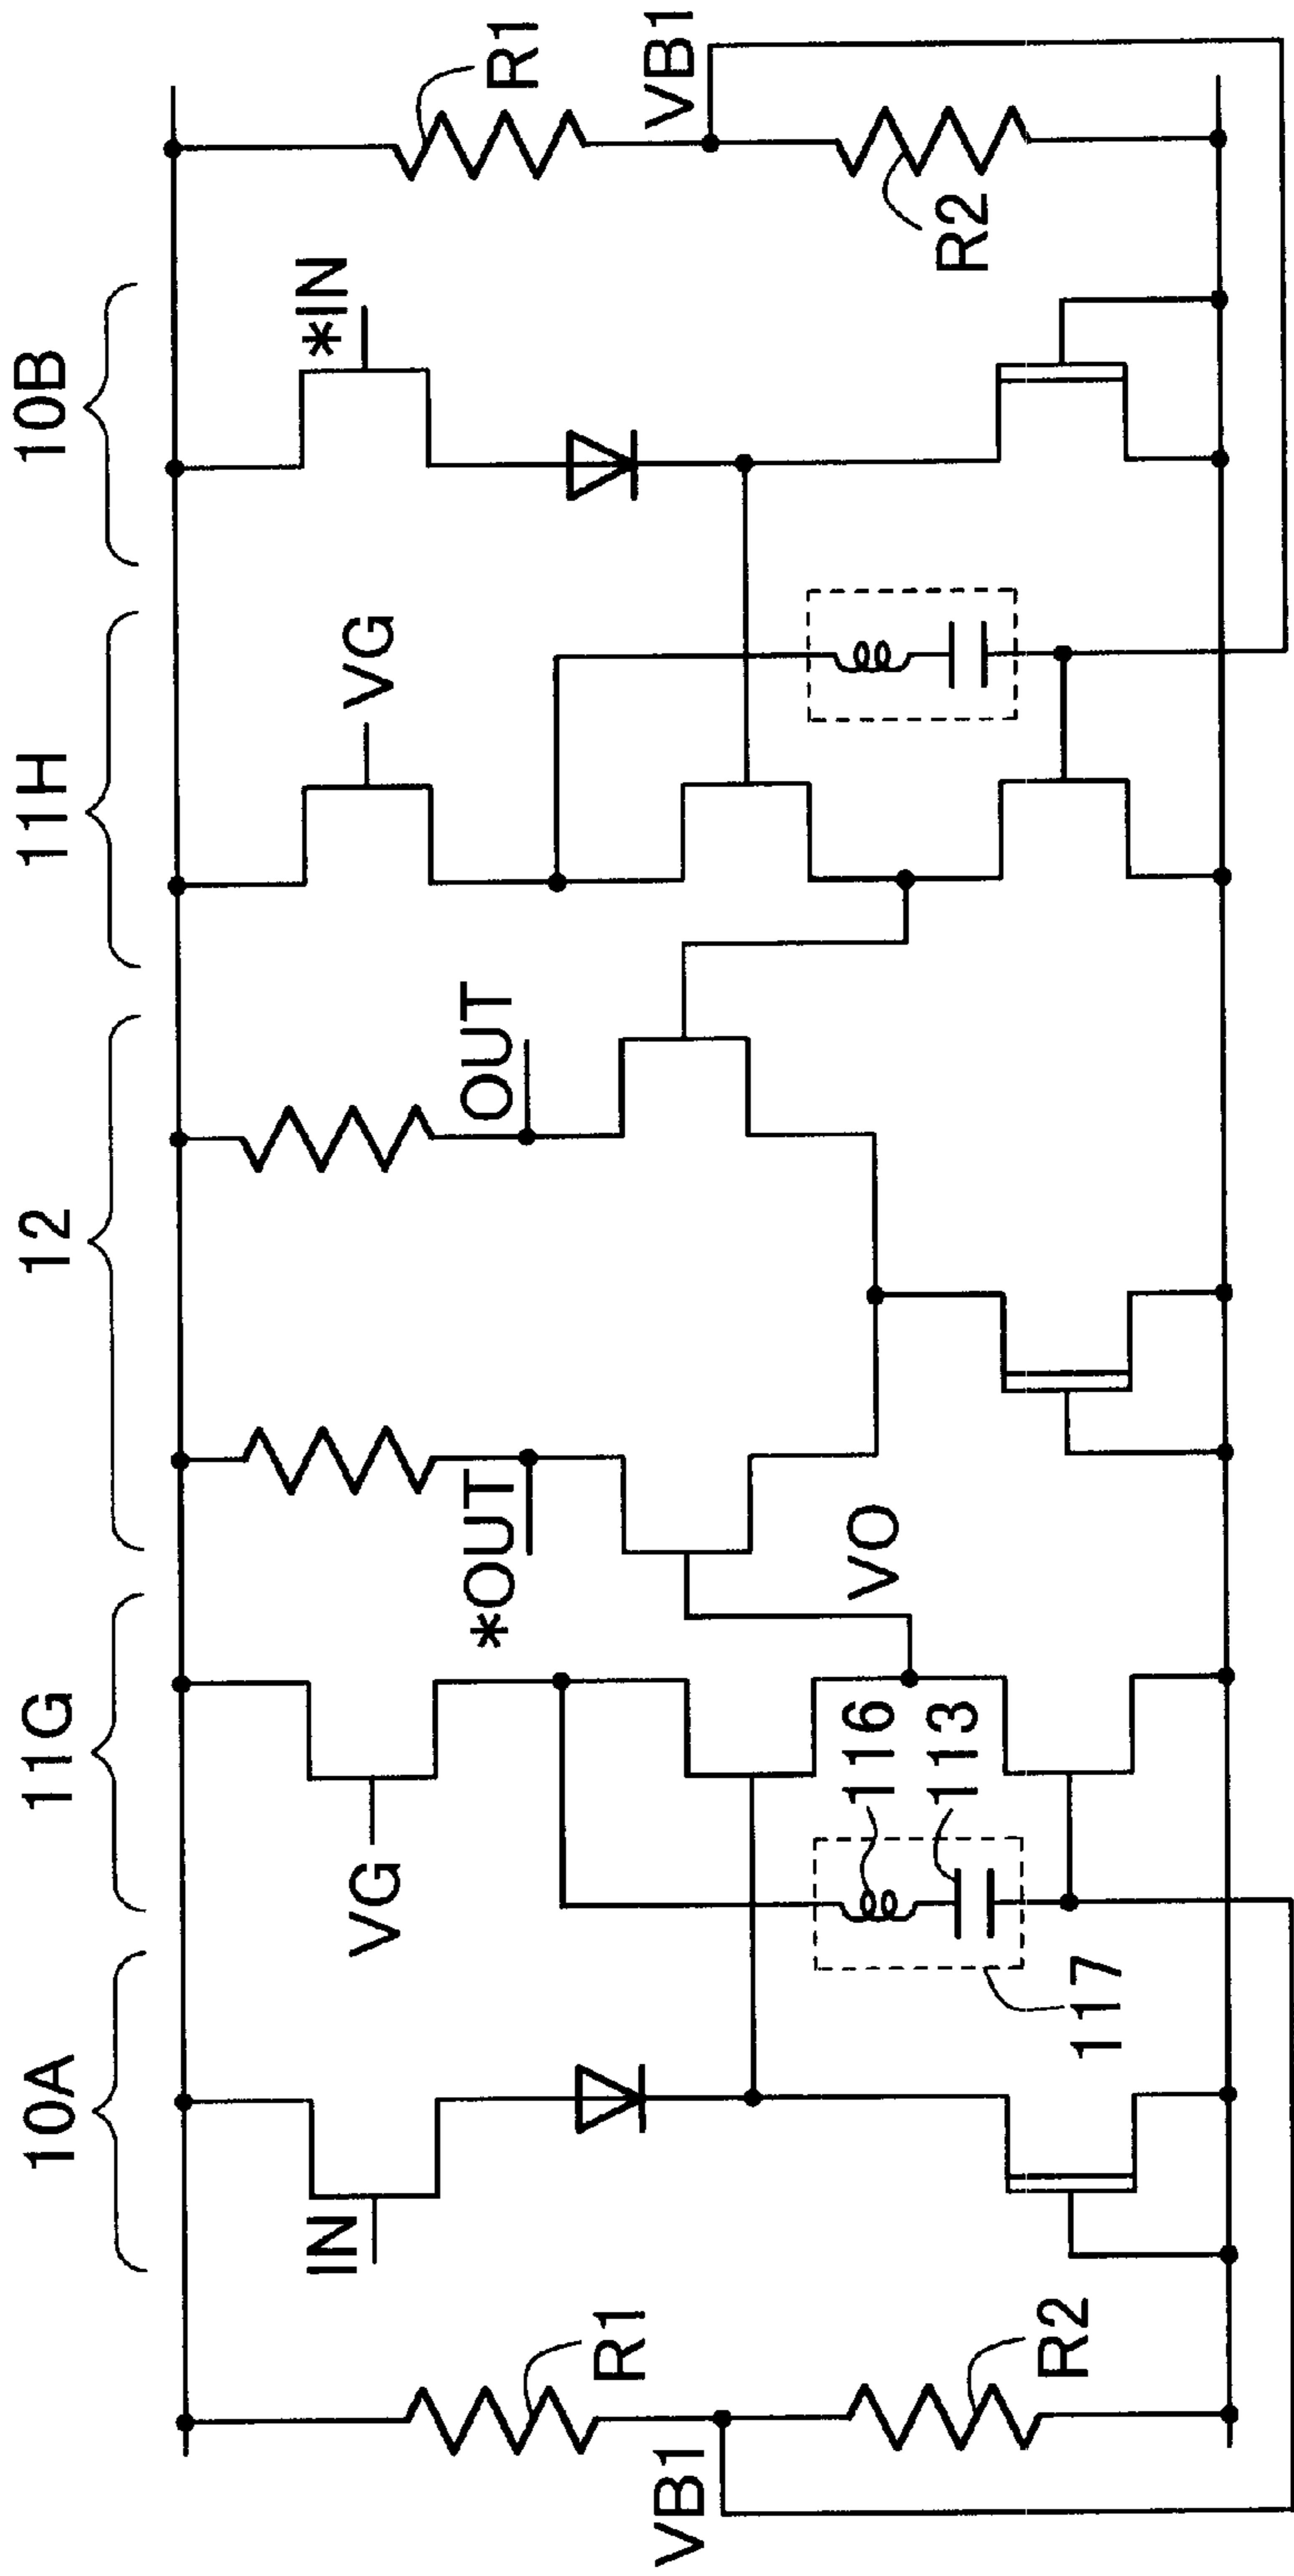 10A
11G
12
11H
10B
IN
VG
*OUT
OUT
VG
*IN
R1
R1
VB1
116
113
VO
VB1
R2
117
R2